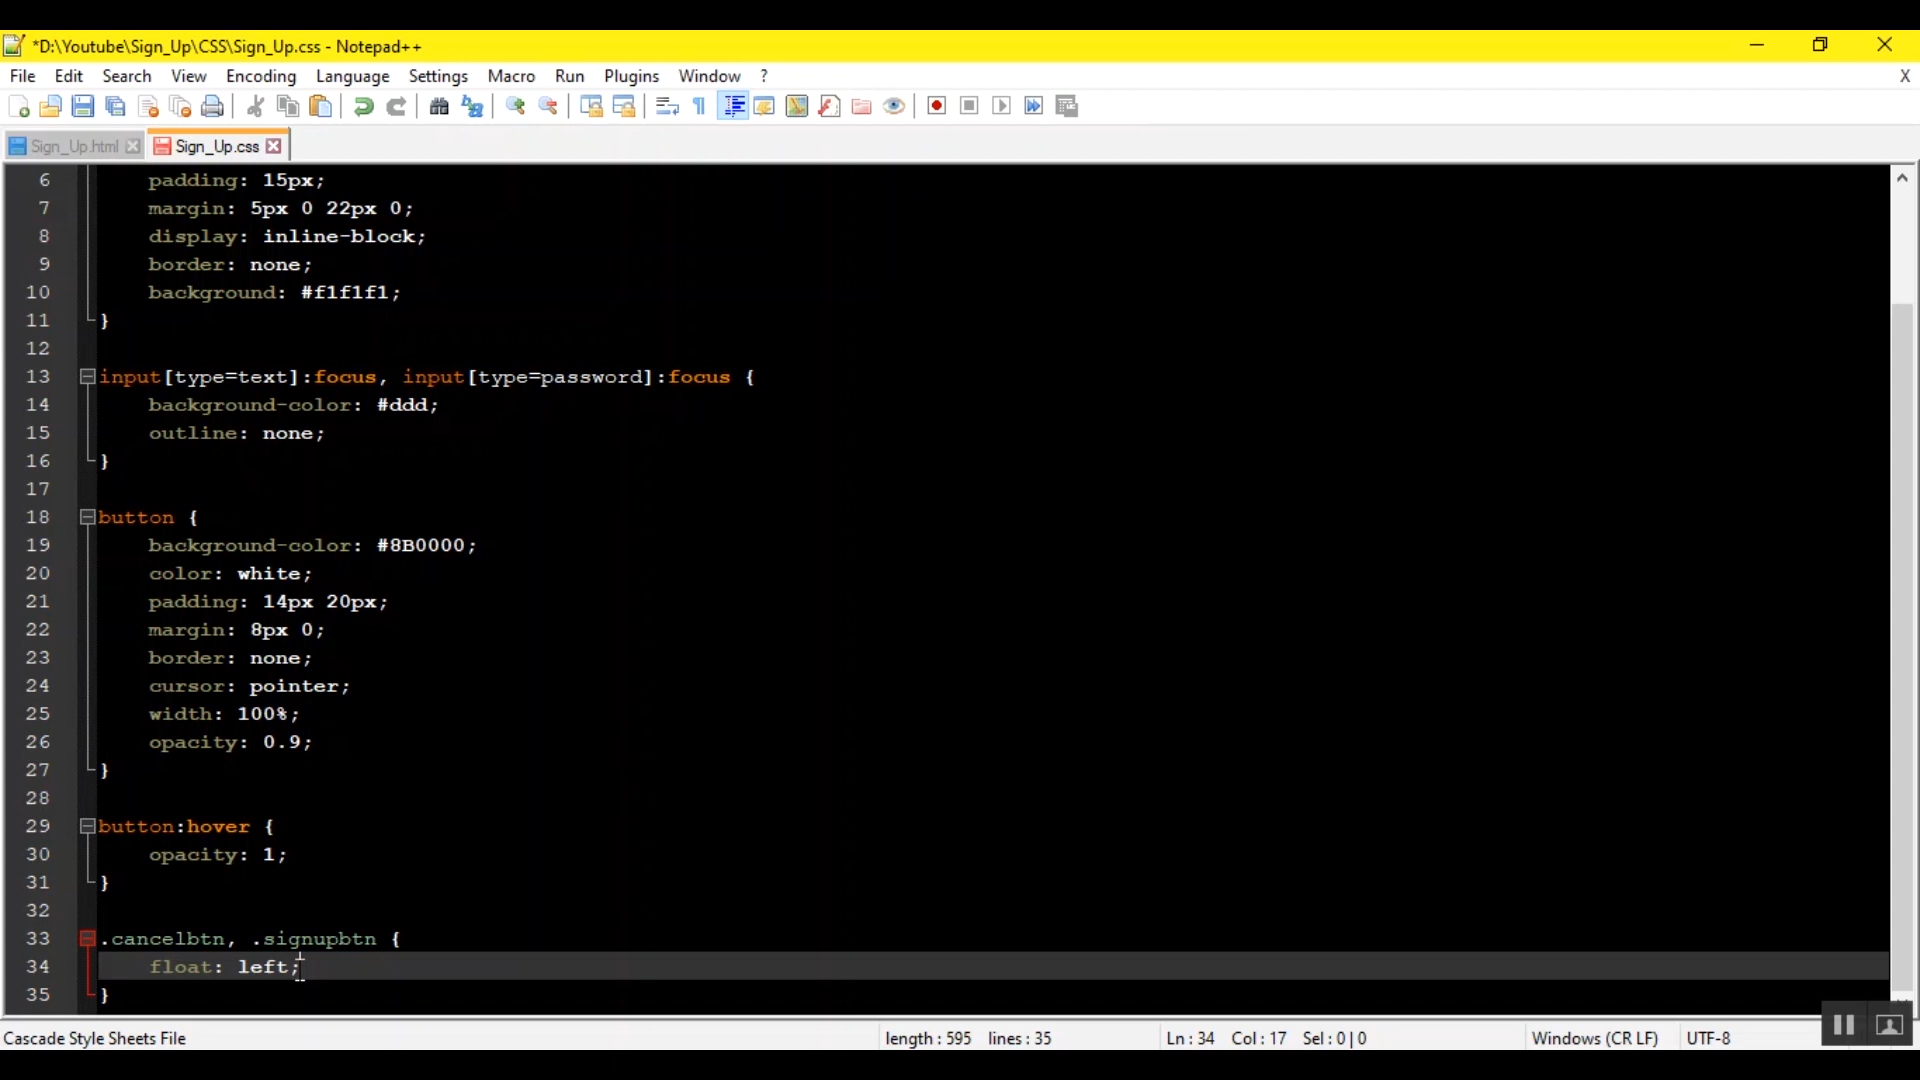 *D:\Youtube\Sign_Up\CSS\Sign_Up.css - Notepad++
File Edit Search View Encoding Language Settings Macro Run Plugins Window ?
X
Sign_Up.html Sign_Up.css
6 padding: 15px;
7 margin: 5px 0 22px 0;
8 display: inline-block;
9 border: none;
10 background: #f1f1f1;
11 }
12
13 input[type=text]:focus, input[type=password]:focus {
14 background-color: #ddd;
15 outline: none;
16 }
17
18 button {
19 background-color: #8B0000;
20 color: white;
21 padding: 14px 20px;
22 margin: 8px 0;
23 border: none;
24 cursor: pointer;
25 width: 100%;
26 opacity: 0.9;
27 }
28
29 button:hover {
30 opacity: 1;
31 }
32
33 .cancelbtn, .signupbtn {
34 float: left;
35 }
Cascade Style Sheets File length : 595 lines : 35 Ln : 34 Col : 17 Sel : 0 | 0 Windows (CR LF) UTF-8